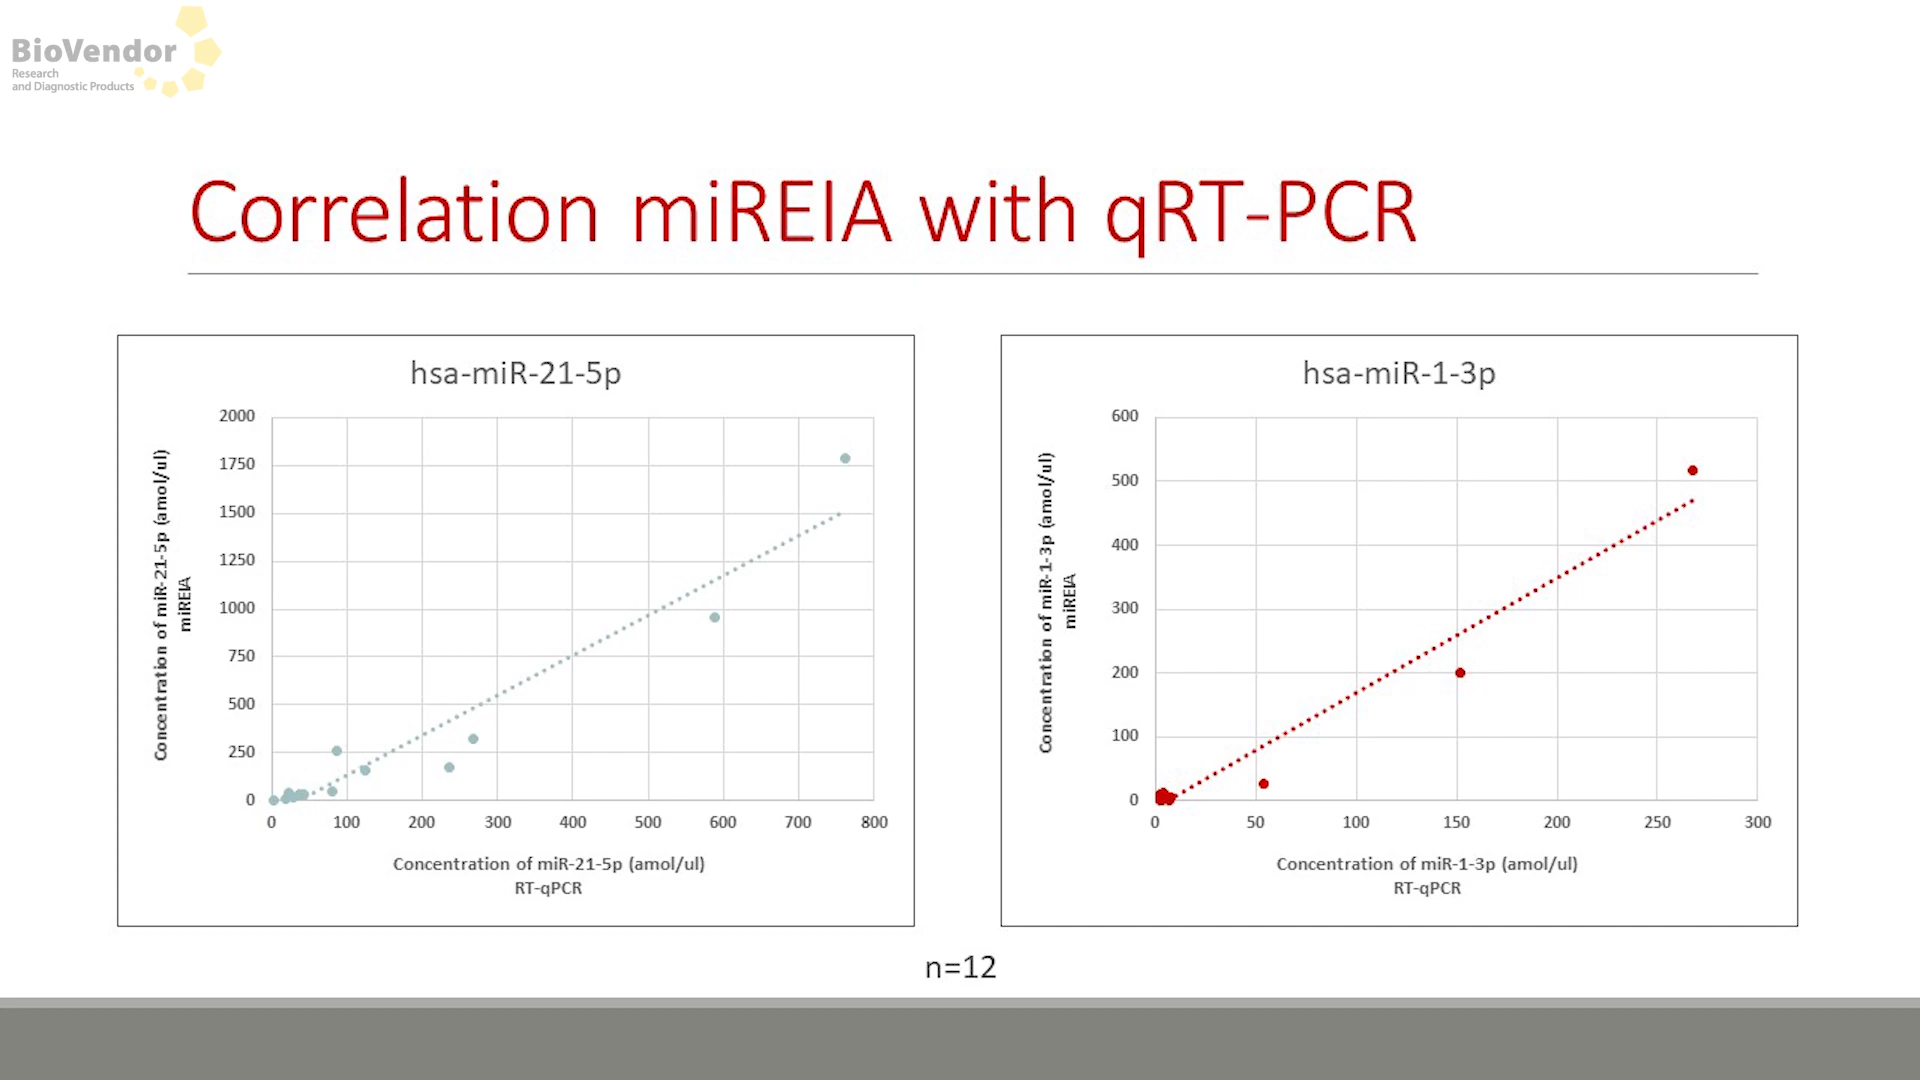 BioVendor
Research
and Diagnostic Products
Correlation miREIA with qRT-PCR
hsa-miR-21-5p
2000
1750
1500
1250
1000
750
500
250
0
Concentration of miR-21-5p (amol/ul)
miREIA
0 100 200 300 400 500 600 700 800
Concentration of miR-21-5p (amol/ul)
RT-qPCR
hsa-miR-1-3p
600
500
400
300
200
100
0
Concentration of miR-1-3p (amol/ul)
miREIA
0 50 100 150 200 250 300
Concentration of miR-1-3p (amol/ul)
RT-qPCR
n=12